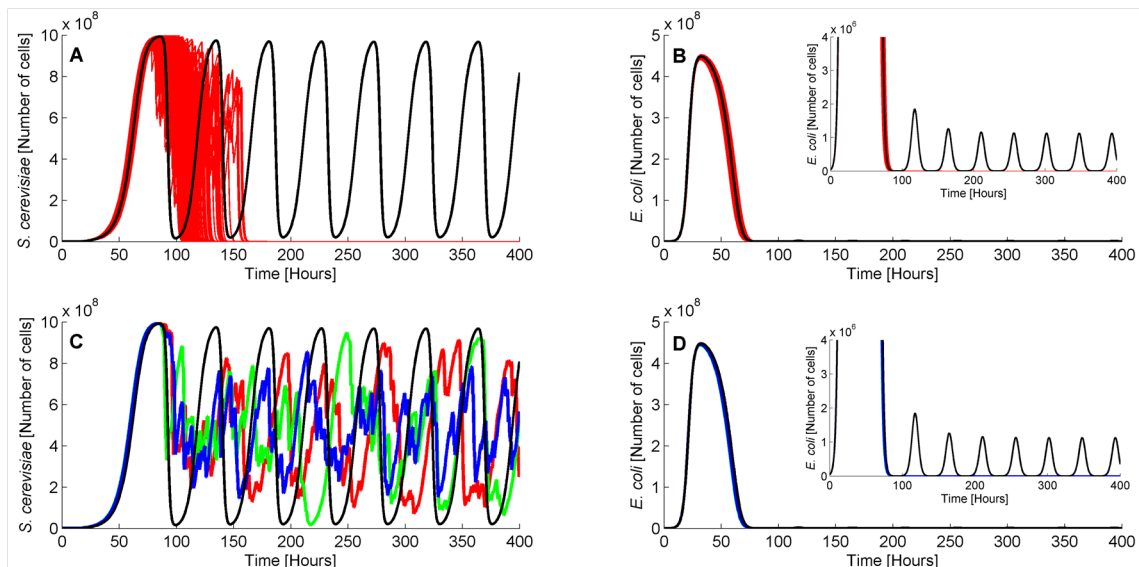 x 10^8
A
S. cerevisiae [Number of cells]
10
8
6
4
2
0
0 50 100 150 200 250 300 350 400
Time [Hours]
x 10^8
B
E. coli [Number of cells]
5
4
3
2
1
0
0 50 100 150 200 250 300 350 400
Time [Hours]
x 10^6
E. coli [Number of cells]
4
3
2
1
0
0 100 200 300 400
Time [Hours]
x 10^8
C
S. cerevisiae [Number of cells]
10
8
6
4
2
0
0 50 100 150 200 250 300 350 400
Time [Hours]
x 10^8
D
E. coli [Number of cells]
5
4
3
2
1
0
0 50 100 150 200 250 300 350 400
Time [Hours]
x 10^6
E. coli [Number of cells]
4
3
2
1
0
0 100 200 300 400
Time [Hours]